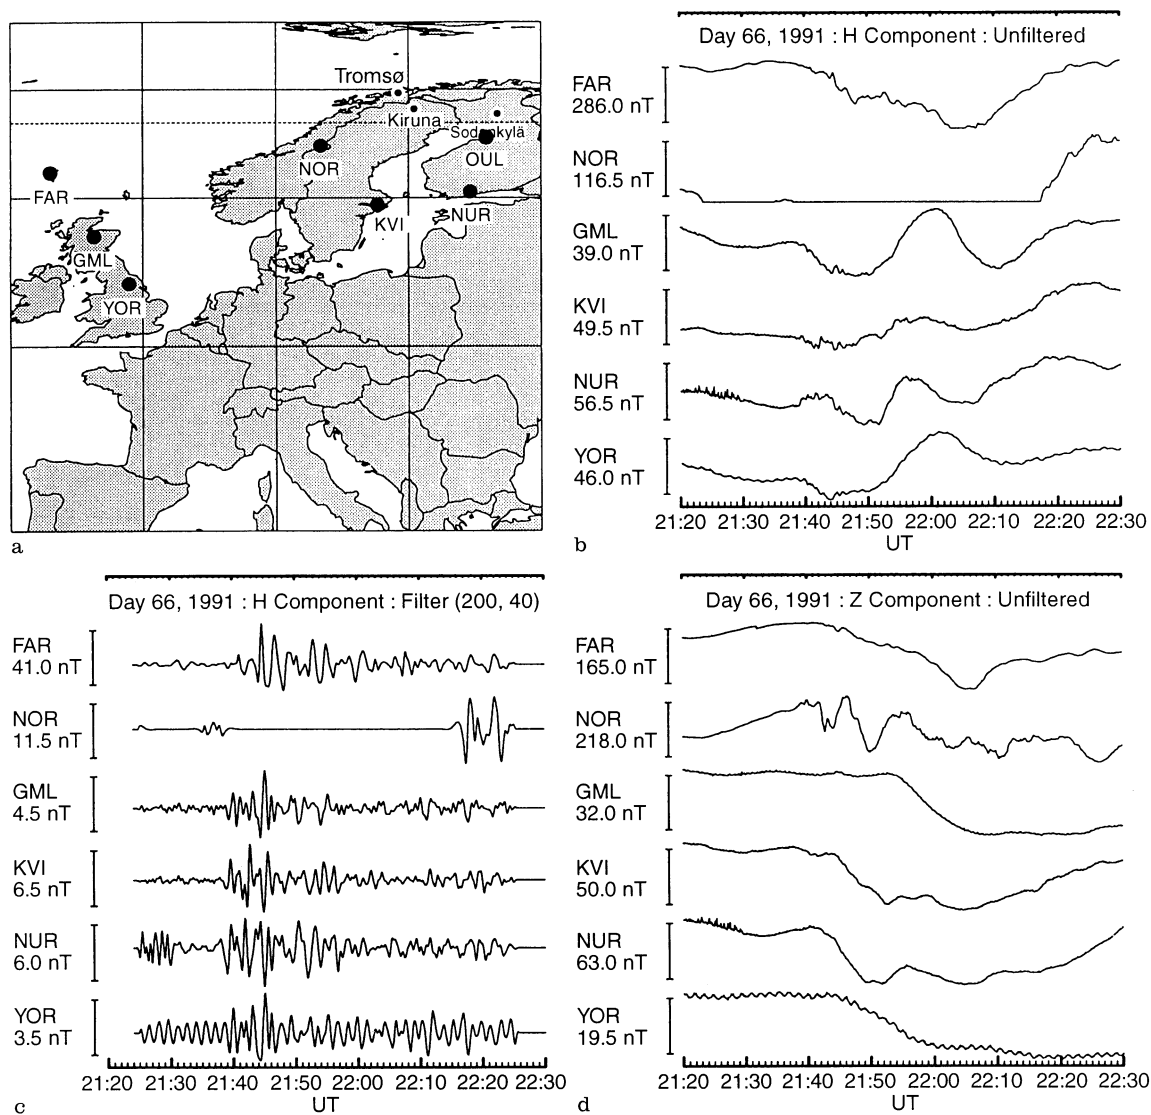 Tromsø
Kiruna
Sodankylä
NOR
OUL
FAR
NUR
KVI
GML
YOR
a
Day 66, 1991 : H Component : Unfiltered
FAR
286.0 nT
NOR
116.5 nT
GML
39.0 nT
KVI
49.5 nT
NUR
56.5 nT
YOR
46.0 nT
21:20 21:30 21:40 21:50 22:00 22:10 22:20 22:30
UT
b
Day 66, 1991 : H Component : Filter (200, 40)
FAR
41.0 nT
NOR
11.5 nT
GML
4.5 nT
KVI
6.5 nT
NUR
6.0 nT
YOR
3.5 nT
21:20 21:30 21:40 21:50 22:00 22:10 22:20 22:30
UT
c
Day 66, 1991 : Z Component : Unfiltered
FAR
165.0 nT
NOR
218.0 nT
GML
32.0 nT
KVI
50.0 nT
NUR
63.0 nT
YOR
19.5 nT
21:20 21:30 21:40 21:50 22:00 22:10 22:20 22:30
UT
d